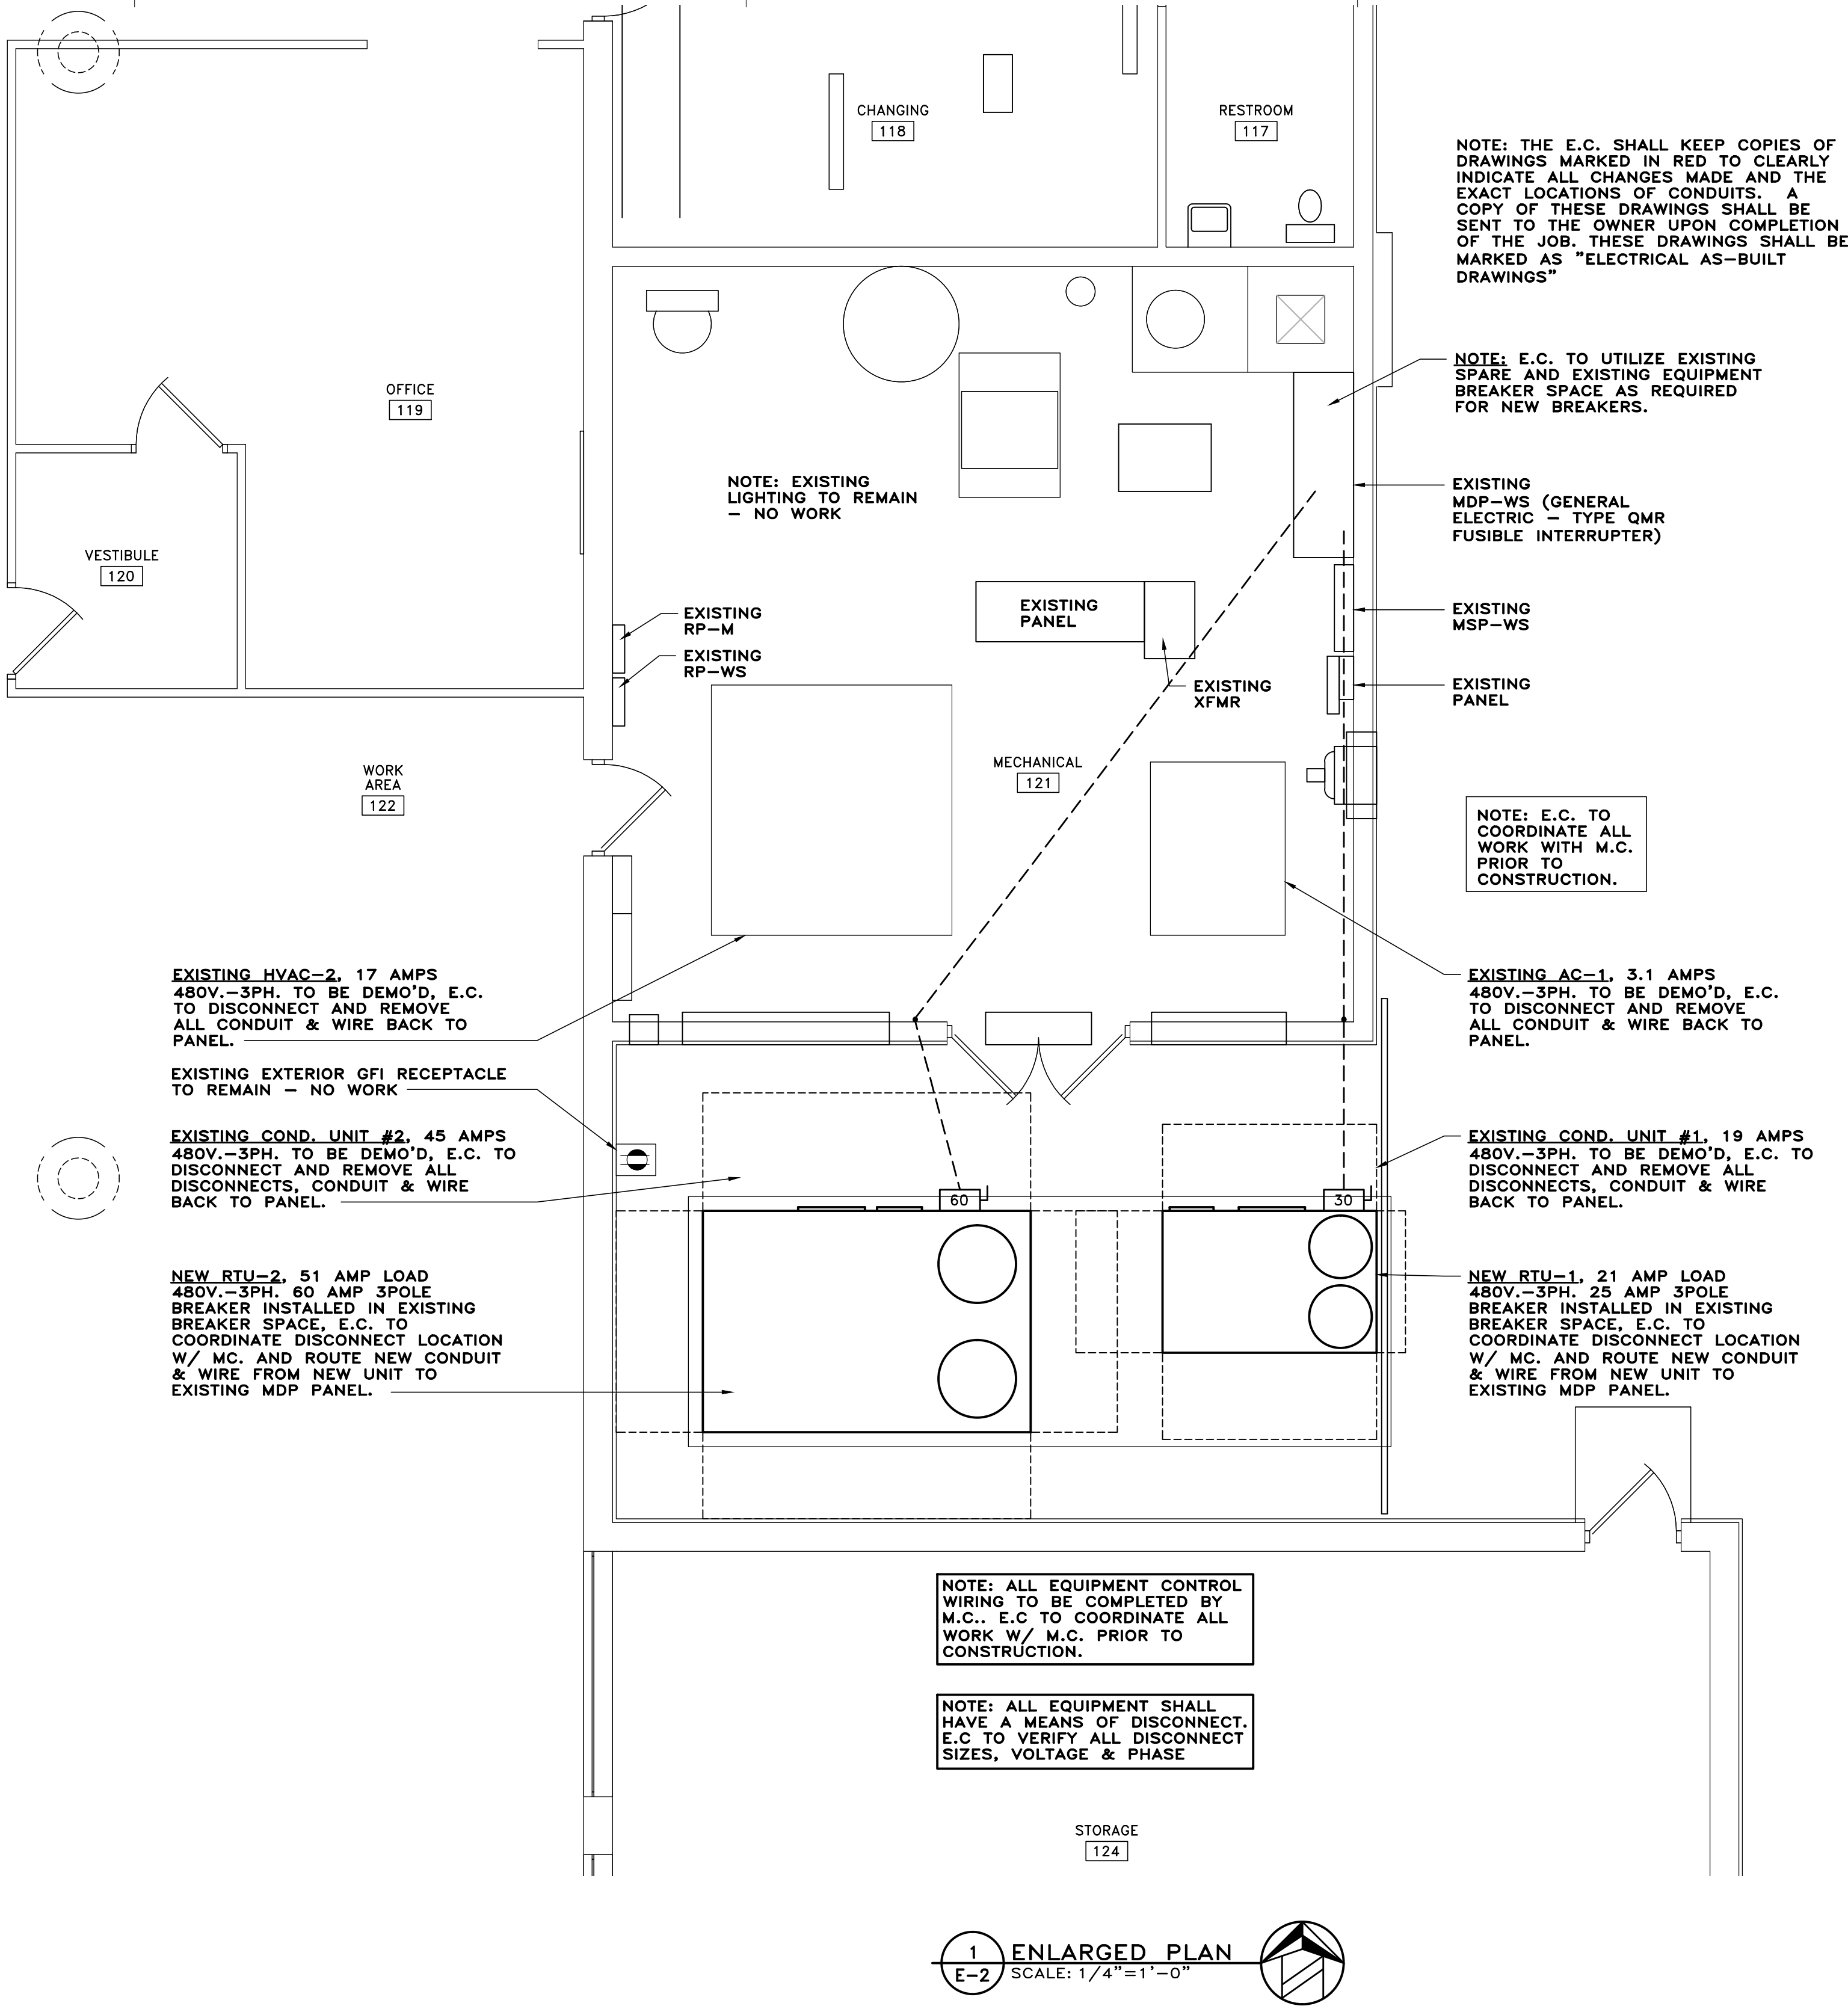 CHANGING
118
RESTROOM
117
NOTE: THE E.C. SHALL KEEP COPIES OF
DRAWINGS MARKED IN RED TO CLEARLY
INDICATE ALL CHANGES MADE AND THE
EXACT LOCATIONS OF CONDUITS. A
COPY OF THESE DRAWINGS SHALL BE
SENT TO THE OWNER UPON COMPLETION
OF THE JOB. THESE DRAWINGS SHALL BE
MARKED AS "ELECTRICAL AS-BUILT
DRAWINGS"
NOTE: E.C. TO UTILIZE EXISTING
SPARE AND EXISTING EQUIPMENT
BREAKER SPACE AS REQUIRED
FOR NEW BREAKERS.
OFFICE
119
NOTE: EXISTING
LIGHTING TO REMAIN
- NO WORK
EXISTING
MDP-WS (GENERAL
ELECTRIC - TYPE QMR
FUSIBLE INTERRUPTER)
VESTIBULE
120
EXISTING
RP-M
EXISTING
RP-WS
EXISTING
PANEL
EXISTING
XFMR
EXISTING
MSP-WS
EXISTING
PANEL
WORK
AREA
122
MECHANICAL
121
NOTE: E.C. TO
COORDINATE ALL
WORK WITH M.C.
PRIOR TO
CONSTRUCTION.
EXISTING HVAC-2, 17 AMPS
480V.-3PH. TO BE DEMO'D, E.C.
TO DISCONNECT AND REMOVE
ALL CONDUIT & WIRE BACK TO
PANEL.
EXISTING AC-1, 3.1 AMPS
480V.-3PH. TO BE DEMO'D, E.C.
TO DISCONNECT AND REMOVE
ALL CONDUIT & WIRE BACK TO
PANEL.
EXISTING EXTERIOR GFI RECEPTACLE
TO REMAIN - NO WORK
EXISTING COND. UNIT #2, 45 AMPS
480V.-3PH. TO BE DEMO'D, E.C. TO
DISCONNECT AND REMOVE ALL
DISCONNECTS, CONDUIT & WIRE
BACK TO PANEL.
EXISTING COND. UNIT #1, 19 AMPS
480V.-3PH. TO BE DEMO'D, E.C. TO
DISCONNECT AND REMOVE ALL
DISCONNECTS, CONDUIT & WIRE
BACK TO PANEL.
60
30
NEW RTU-2, 51 AMP LOAD
480V.-3PH. 60 AMP 3POLE
BREAKER INSTALLED IN EXISTING
BREAKER SPACE, E.C. TO
COORDINATE DISCONNECT LOCATION
W/ MC. AND ROUTE NEW CONDUIT
& WIRE FROM NEW UNIT TO
EXISTING MDP PANEL.
NEW RTU-1, 21 AMP LOAD
480V.-3PH. 25 AMP 3POLE
BREAKER INSTALLED IN EXISTING
BREAKER SPACE, E.C. TO
COORDINATE DISCONNECT LOCATION
W/ MC. AND ROUTE NEW CONDUIT
& WIRE FROM NEW UNIT TO
EXISTING MDP PANEL.
NOTE: ALL EQUIPMENT CONTROL
WIRING TO BE COMPLETED BY
M.C.. E.C TO COORDINATE ALL
WORK W/ M.C. PRIOR TO
CONSTRUCTION.
NOTE: ALL EQUIPMENT SHALL
HAVE A MEANS OF DISCONNECT.
E.C TO VERIFY ALL DISCONNECT
SIZES, VOLTAGE & PHASE
STORAGE
124
1
E-2
ENLARGED PLAN
SCALE: 1/4"=1'-0"